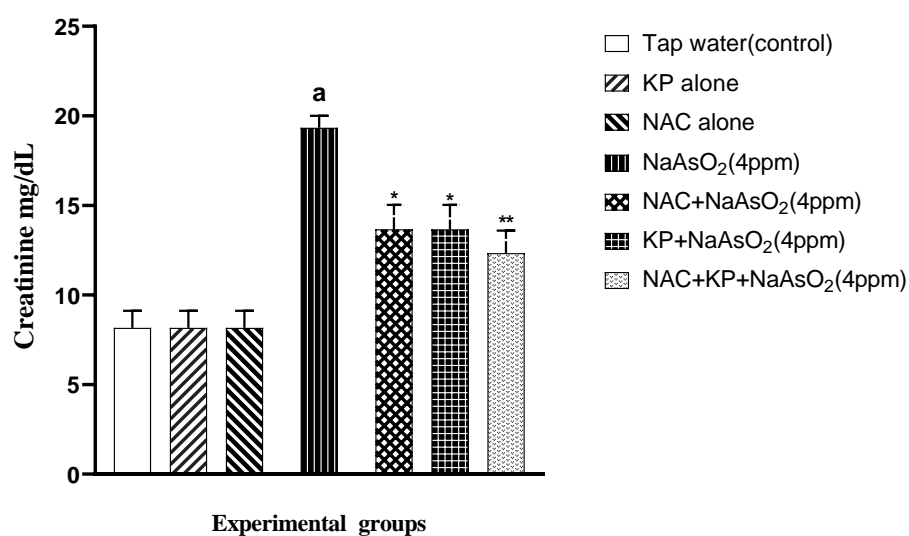 25
20
15
10
5
0
Creatinine mg/dL
a
*
*
**
Experimental groups
Tap water(control)
KP alone
NAC alone
NaAsO₂(4ppm)
NAC+NaAsO₂(4ppm)
KP+NaAsO₂(4ppm)
NAC+KP+NaAsO₂(4ppm)